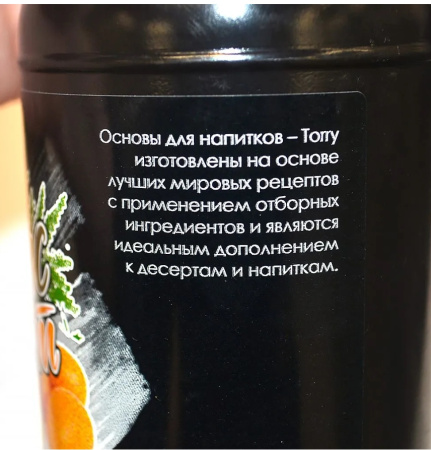 Основы для напитков – Torry
изготовлены на основе
лучших мировых рецептов
с применением отборных
ингредиентов и являются
идеальным дополнением
к десертам и напиткам.